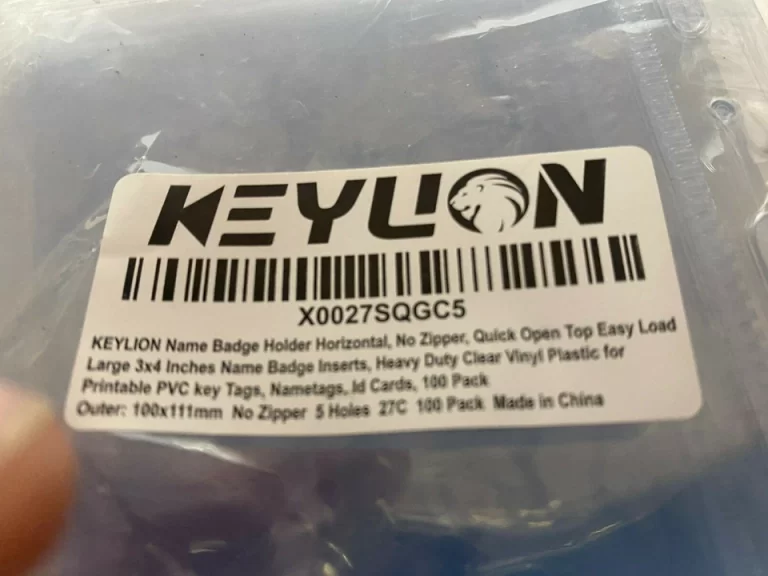 KEYLION
X0027SQGC5
KEYLION Name Badge Holder Horizontal, No Zipper, Quick Open Top Easy Load
Large 3x4 Inches Name Badge Inserts, Heavy Duty Clear Vinyl Plastic for
Printable PVC key Tags, Nametags, Id Cards, 100 Pack
Outer: 100x111mm No Zipper 5 Holes 27C 100 Pack Made in China